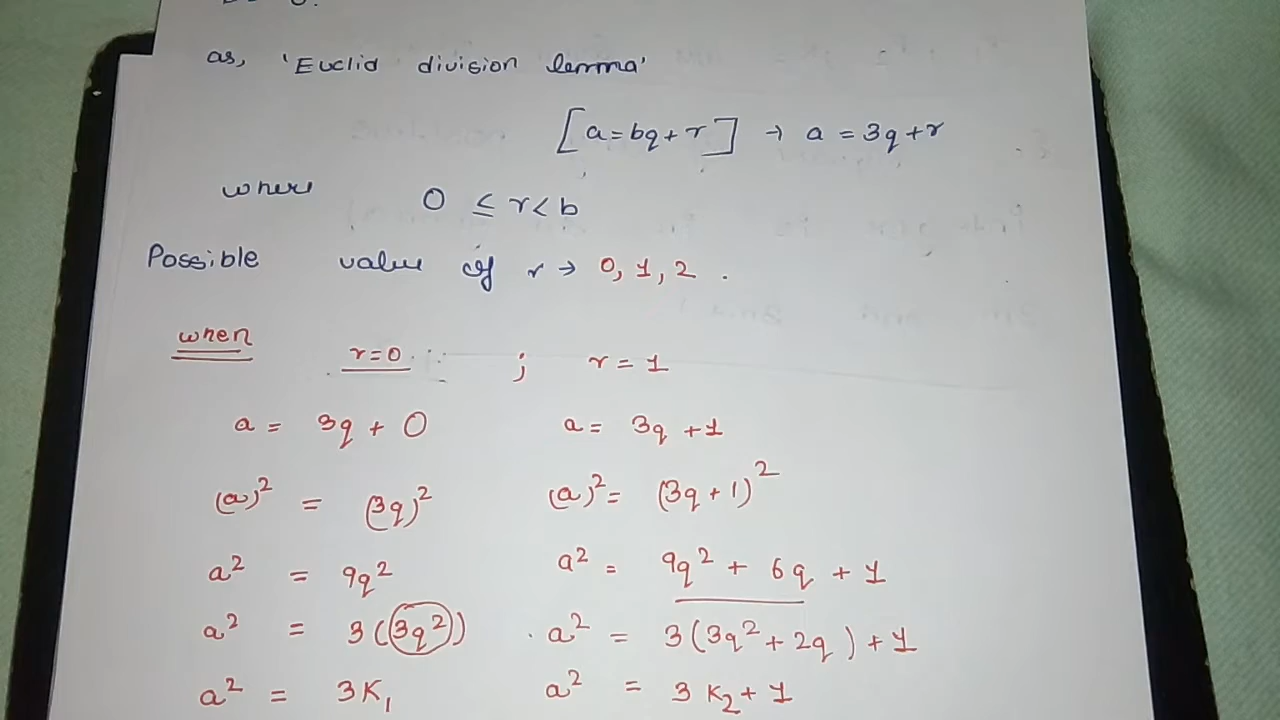 as, 'Euclid division lemma'
[a=bq+r] → a = 3q+r
where 0 ≤ r< b
Possible value of r → 0, 1, 2 .
when
r=0 ; r = 1
a = 3q + 0 a = 3q +1
(a)² = (3q)² (a)² = (3q + 1)²
a² = 9q² a² = 9q² + 6q + 1
a² = 3(3q²) a² = 3(3q² + 2q) + 1
a² = 3K₁ a² = 3 K₂ + 1